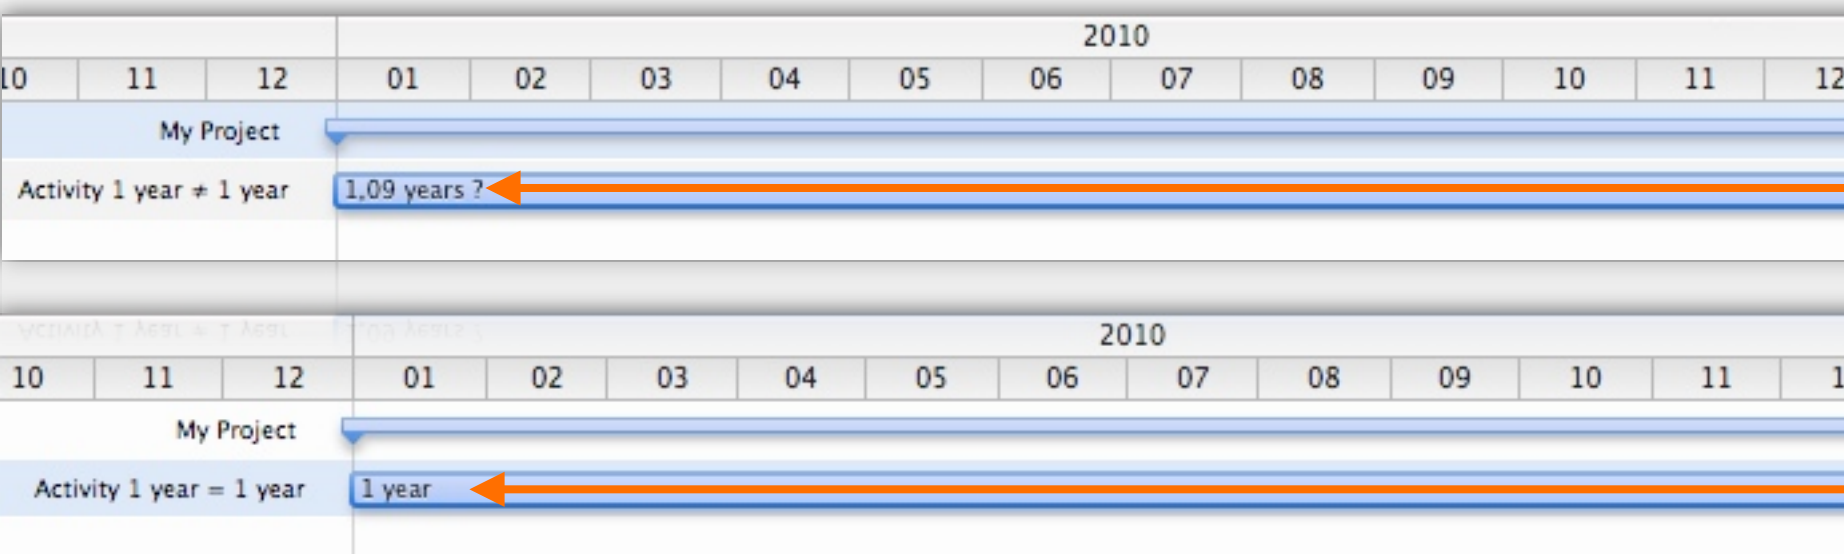 2010
10 11 12 01 02 03 04 05 06 07 08 09 10 11 12
My Project
Activity 1 year ≠ 1 year 1,09 years ?
2010
10 11 12 01 02 03 04 05 06 07 08 09 10 11
My Project
Activity 1 year = 1 year 1 year